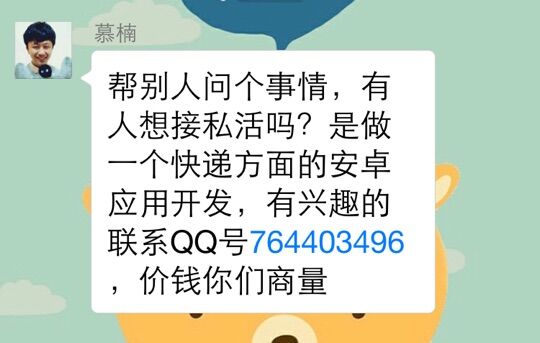 慕楠
帮别人问个事情，有
人想接私活吗？是做
一个快递方面的安卓
应用开发，有兴趣的
联系QQ号764403496
，价钱你们商量